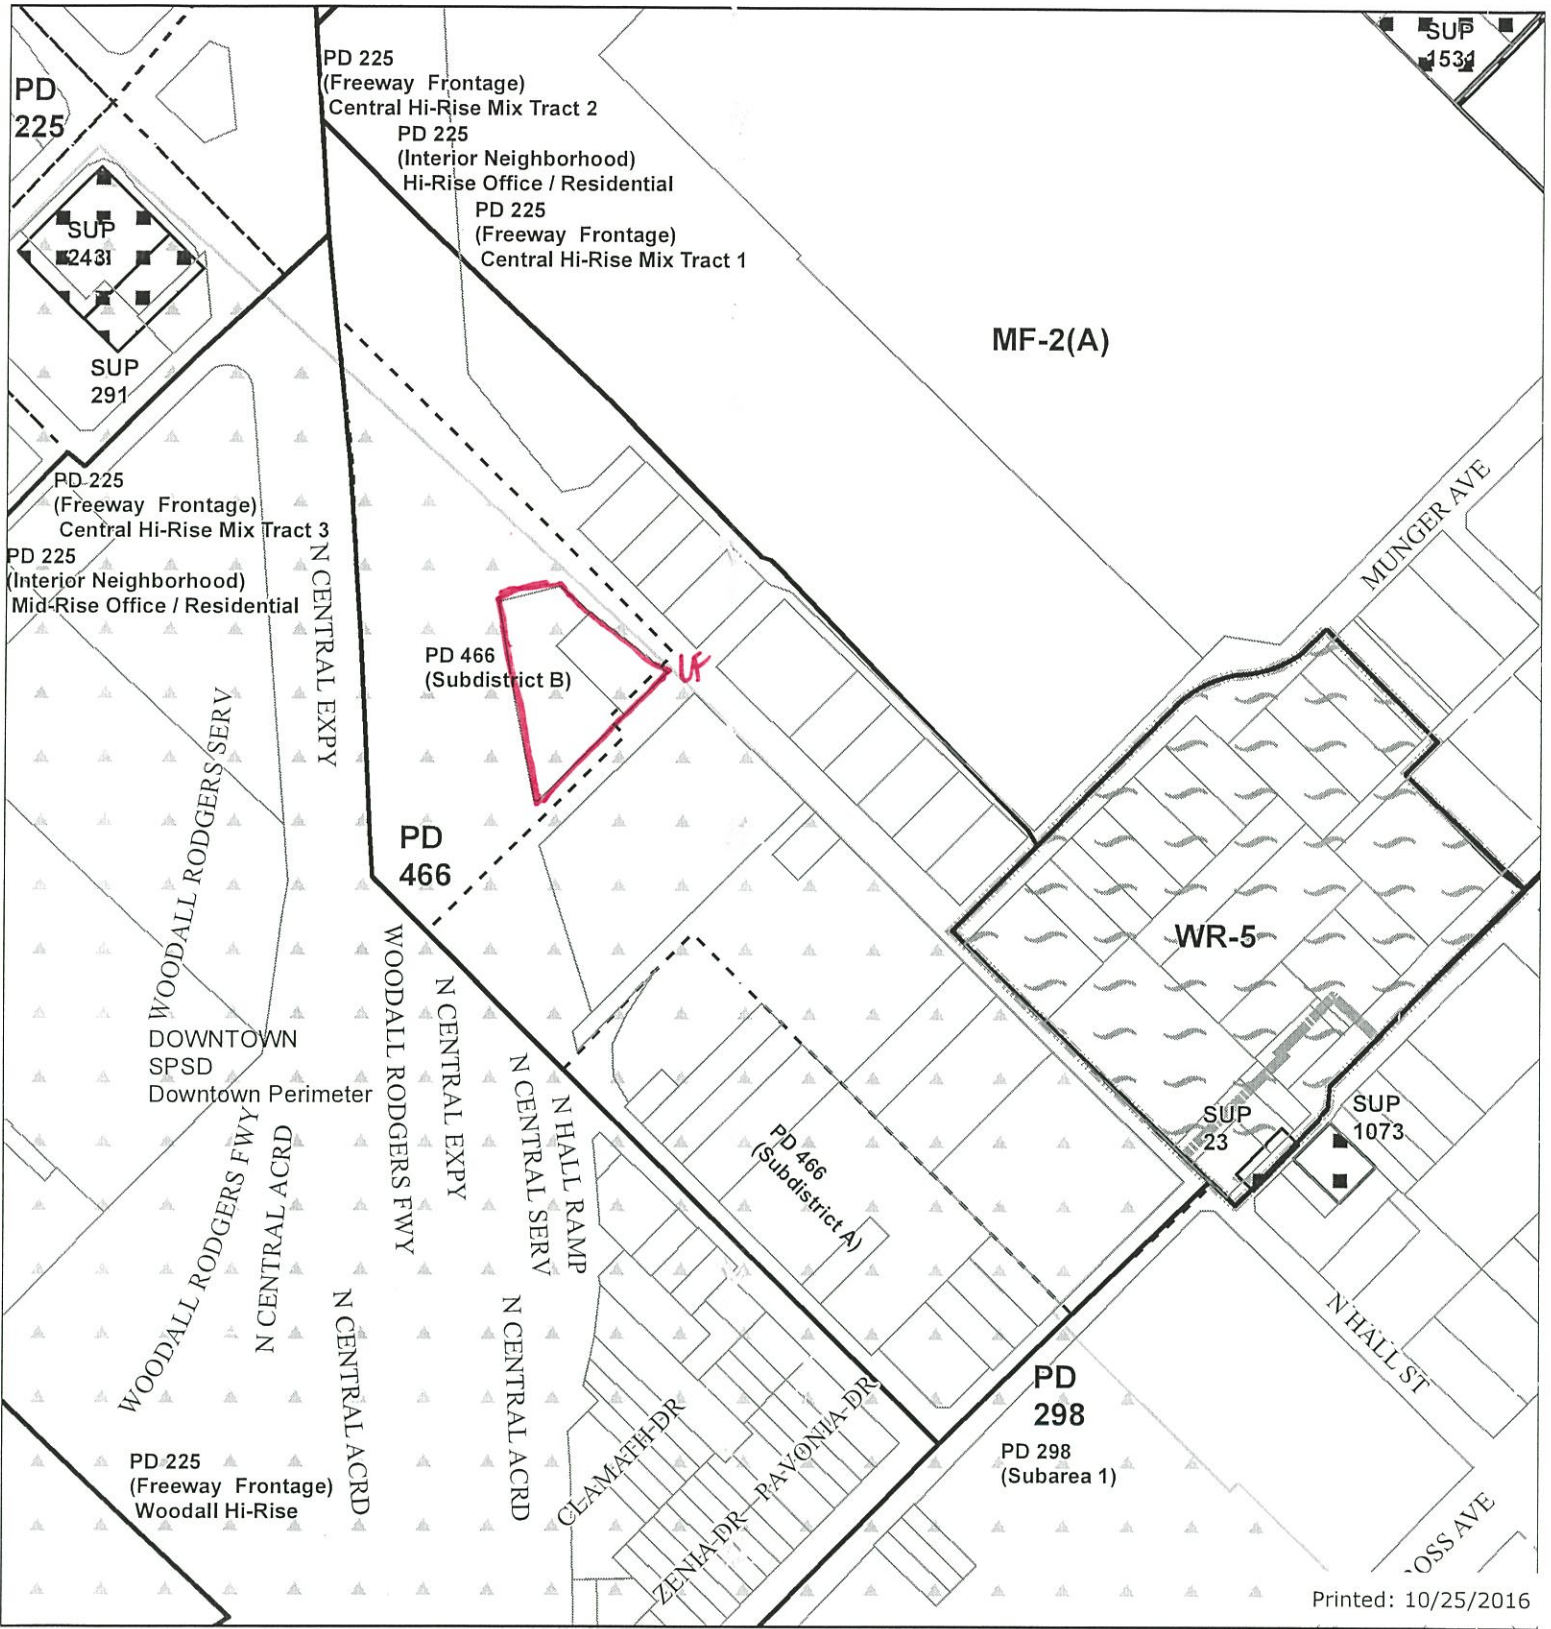 PD 225
(Freeway Frontage)
Central Hi-Rise Mix Tract 2
SUP
1531
PD
225
PD 225
(Interior Neighborhood)
Hi-Rise Office / Residential
PD 225
(Freeway Frontage)
Central Hi-Rise Mix Tract 1
SUP
243
SUP
291
MF-2(A)
PD 225
(Freeway Frontage)
Central Hi-Rise Mix Tract 3
PD 225
(Interior Neighborhood)
Mid-Rise Office / Residential
N CENTRAL EXPY
MUNGER AVE
PD 466
(Subdistrict B)
LF
WOODALL RODGERS SERV
PD
466
WR-5
DOWNTOWN
SPSD
Downtown Perimeter
WOODALL RODGERS FWY
N CENTRAL EXPY
N CENTRAL SERV
N HALL RAMP
PD 466
(Subdistrict A)
SUP
23
SUP
1073
WOODALL RODGERS FWY
N CENTRAL ACRD
N CENTRAL ACRD
N CENTRAL ACRD
N HALL ST
PD
298
PD 298
(Subarea 1)
PD 225
(Freeway Frontage)
Woodall Hi-Rise
CLAMATH DR
ZENIA DR
PAVONIA DR
OSS AVE
Printed: 10/25/2016